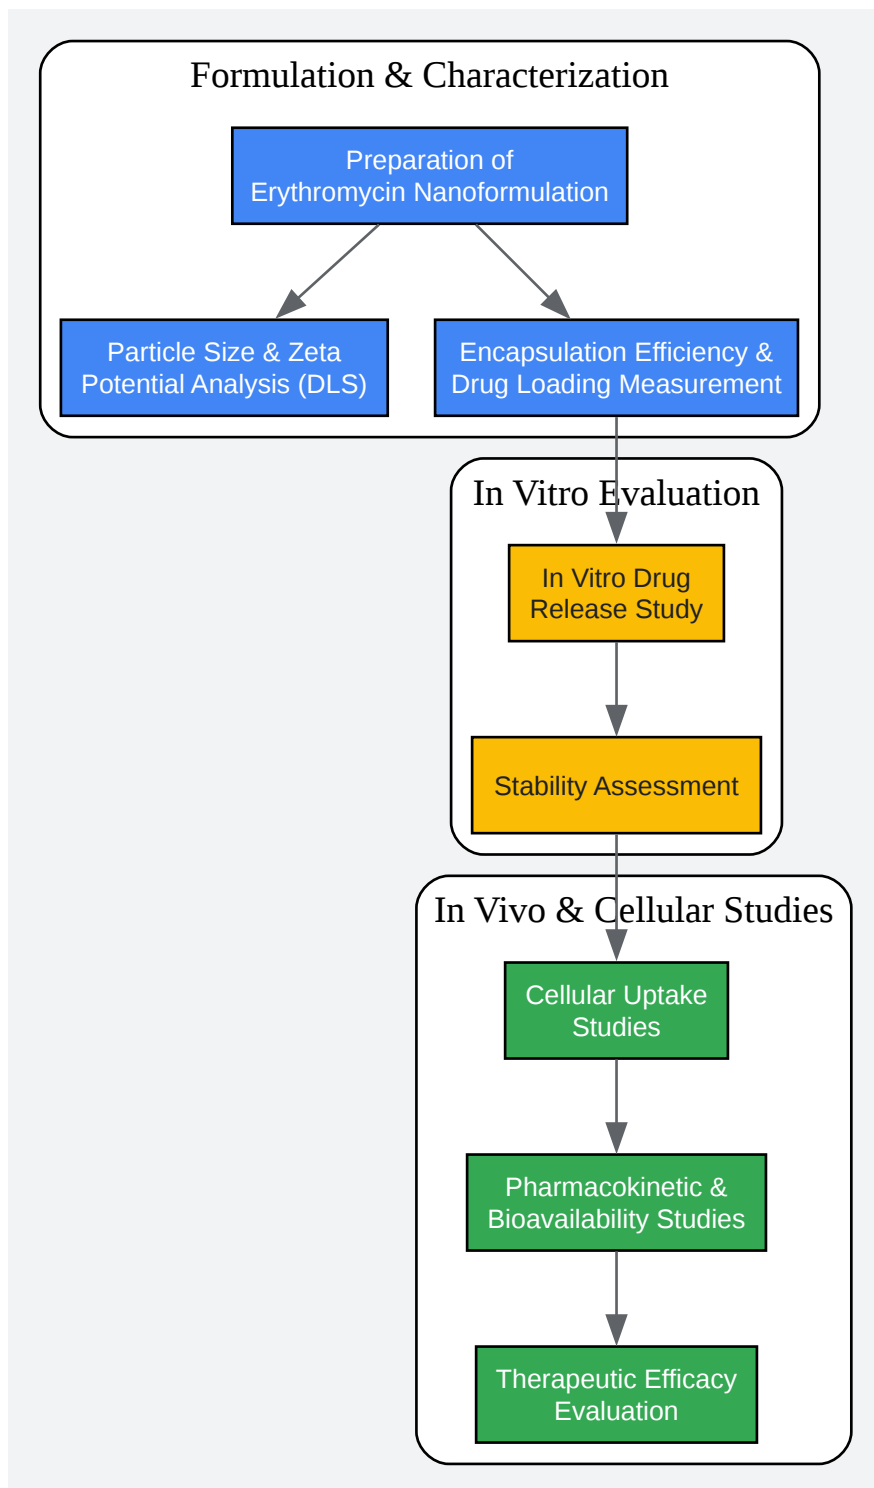 Formulation & Characterization
Preparation of
Erythromycin Nanoformulation
Particle Size & Zeta
Potential Analysis (DLS)
Encapsulation Efficiency &
Drug Loading Measurement
In Vitro Evaluation
In Vitro Drug
Release Study
Stability Assessment
In Vivo & Cellular Studies
Cellular Uptake
Studies
Pharmacokinetic &
Bioavailability Studies
Therapeutic Efficacy
Evaluation